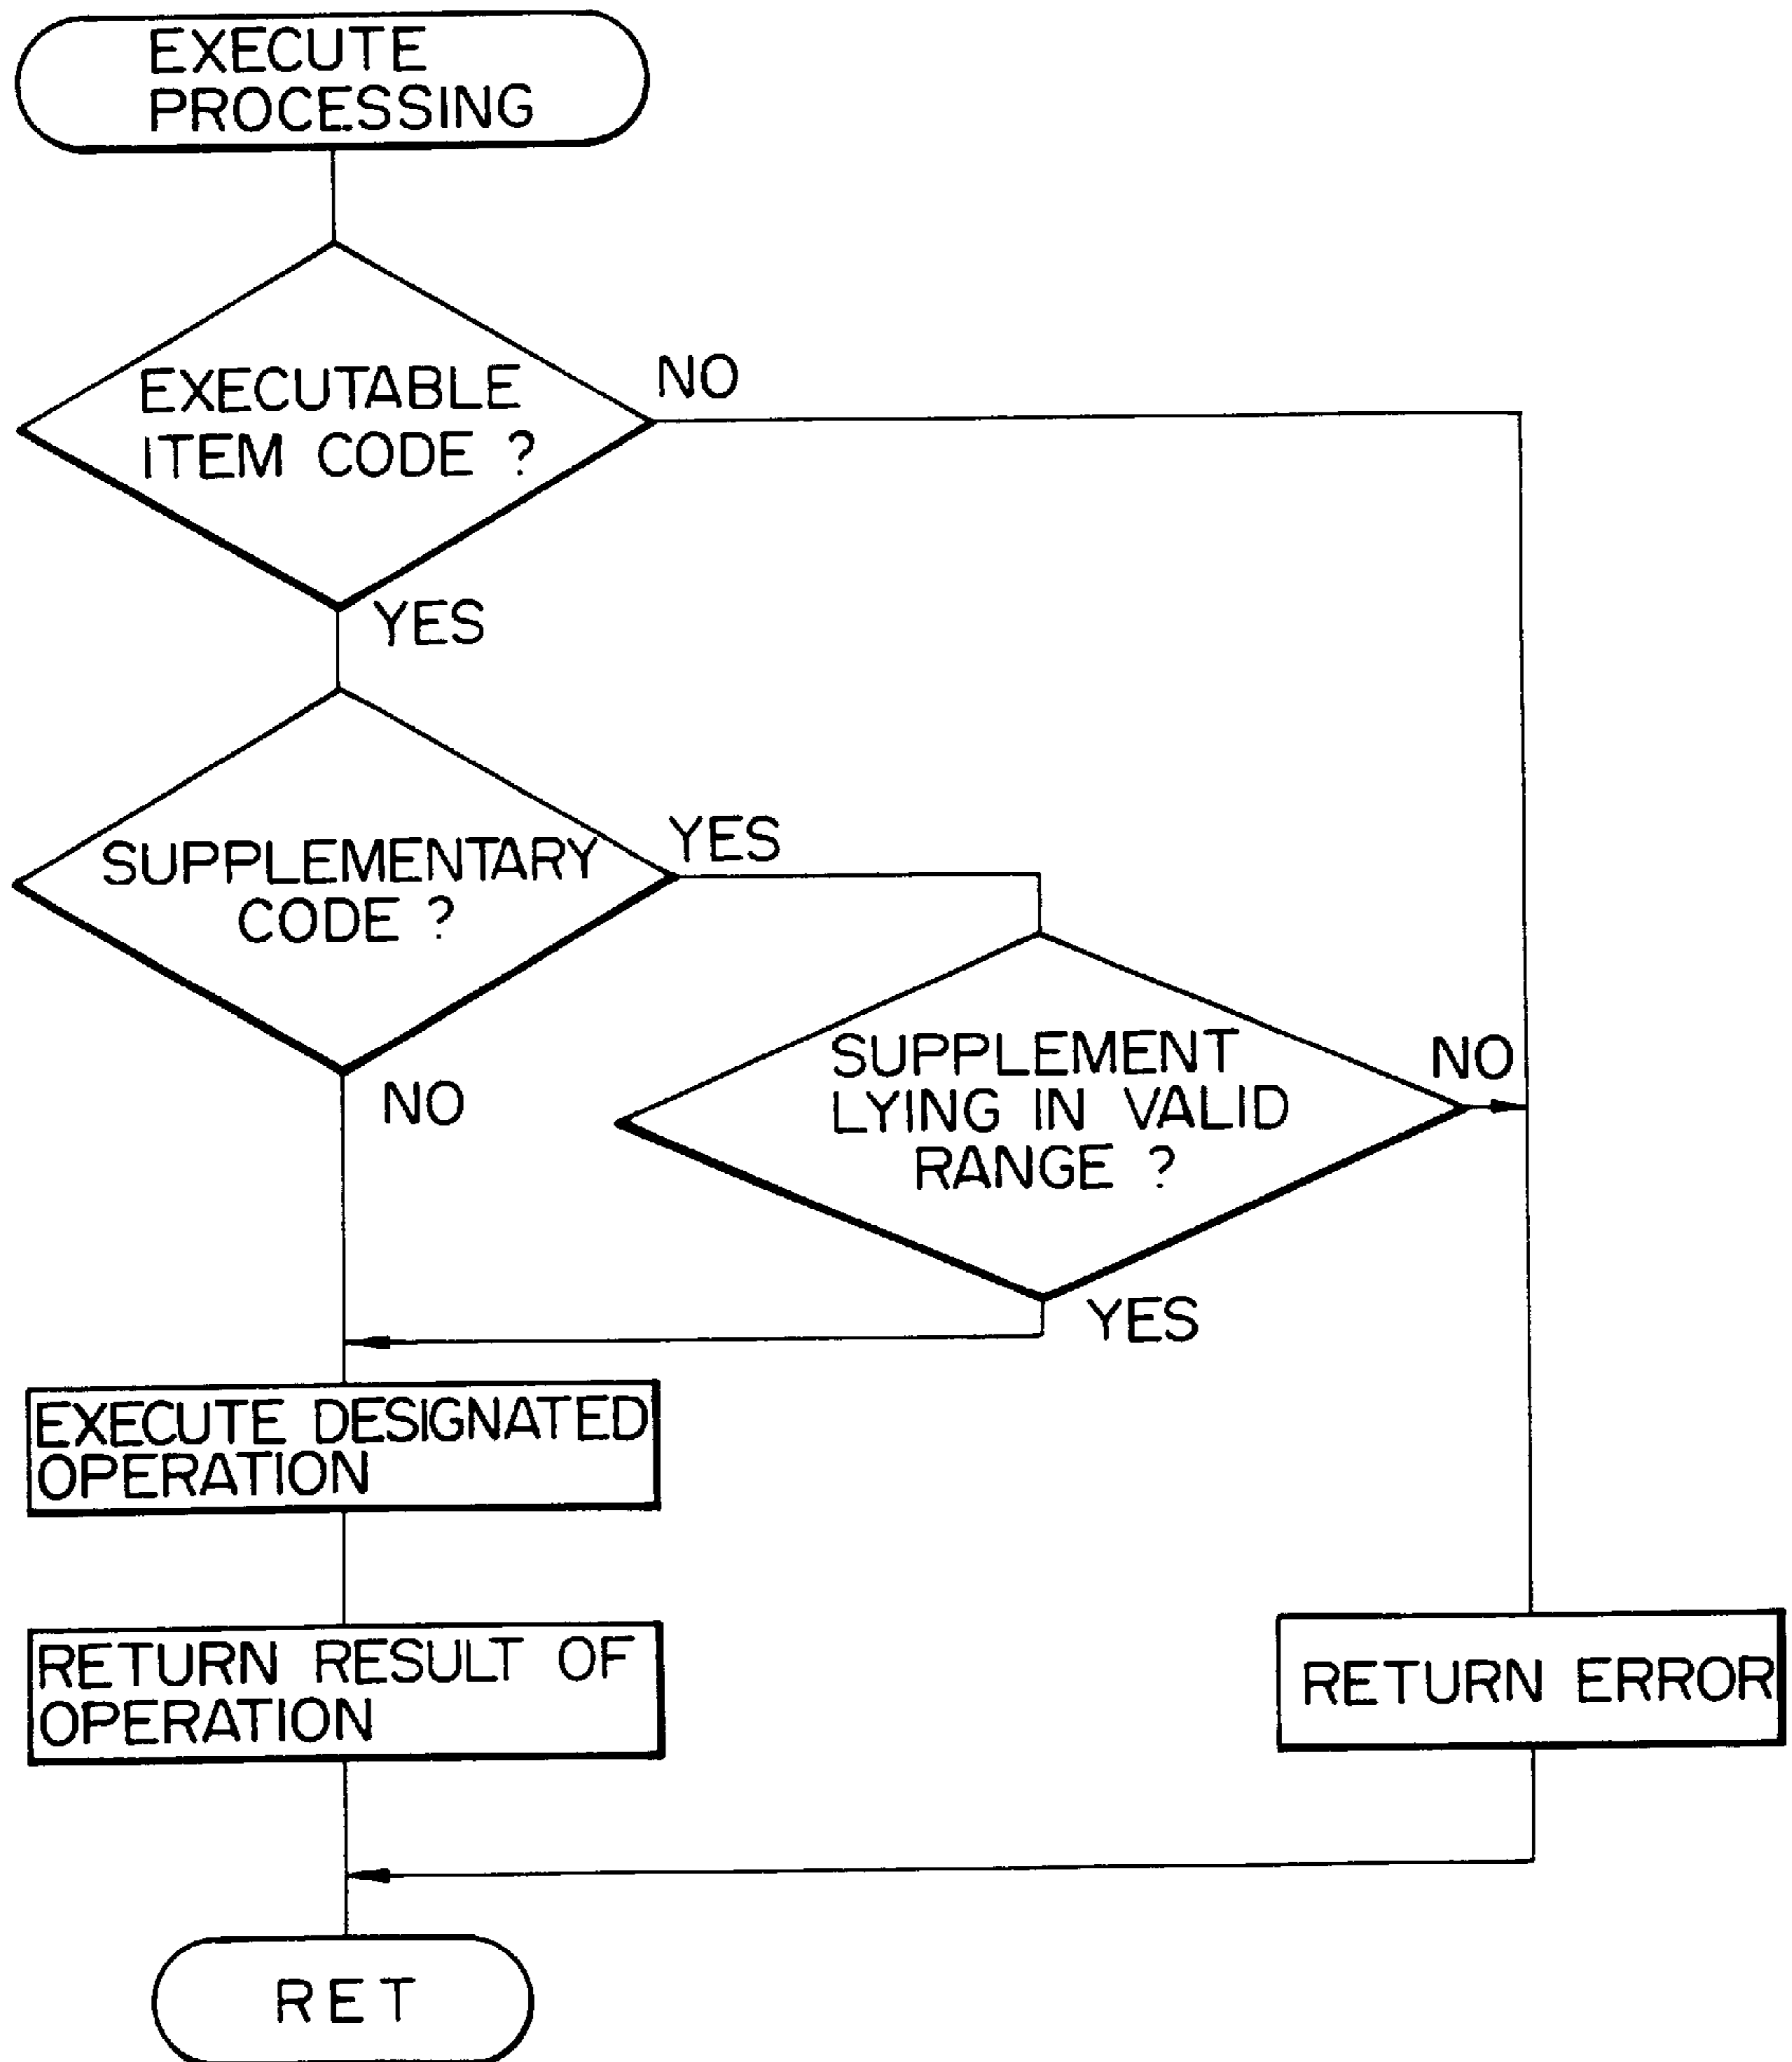 EXECUTE
PROCESSING
EXECUTABLE
ITEM CODE ?
NO
YES
SUPPLEMENTARY
CODE ?
YES
NO
SUPPLEMENT
LYING IN VALID
RANGE ?
NO
YES
EXECUTE DESIGNATED
OPERATION
RETURN RESULT OF
OPERATION
RETURN ERROR
RET